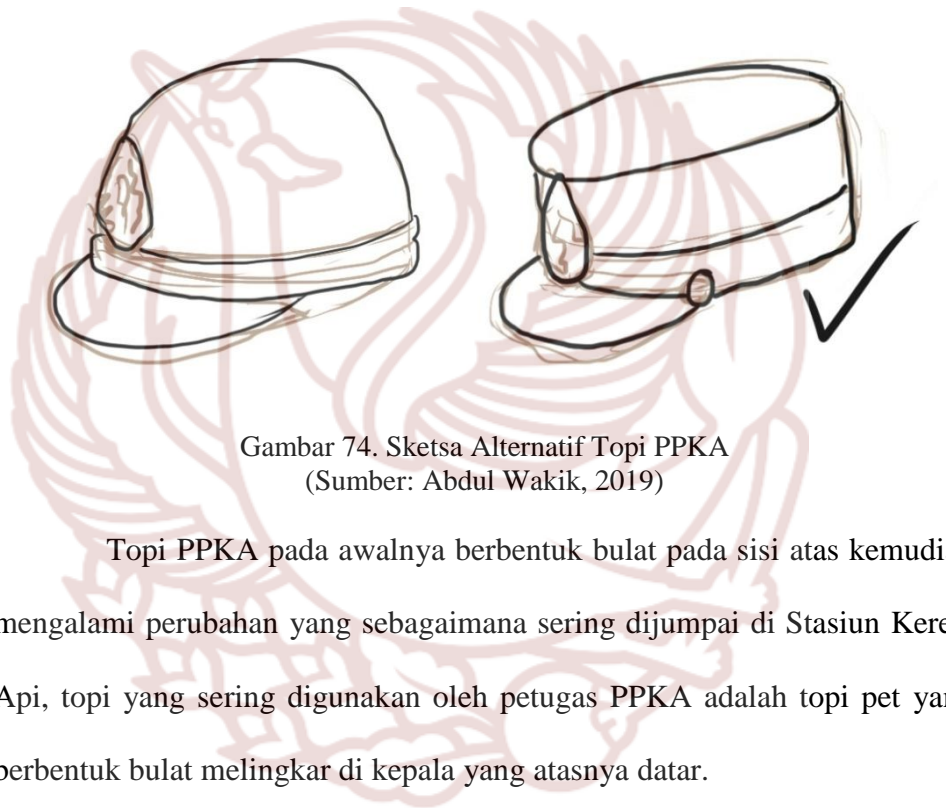 Gambar 74. Sketsa Alternatif Topi PPKA
(Sumber: Abdul Wakik, 2019)
Topi PPKA pada awalnya berbentuk bulat pada sisi atas kemudi
mengalami perubahan yang sebagaimana sering dijumpai di Stasiun Kere
Api, topi yang sering digunakan oleh petugas PPKA adalah topi pet yan
berbentuk bulat melingkar di kepala yang atasnya datar.